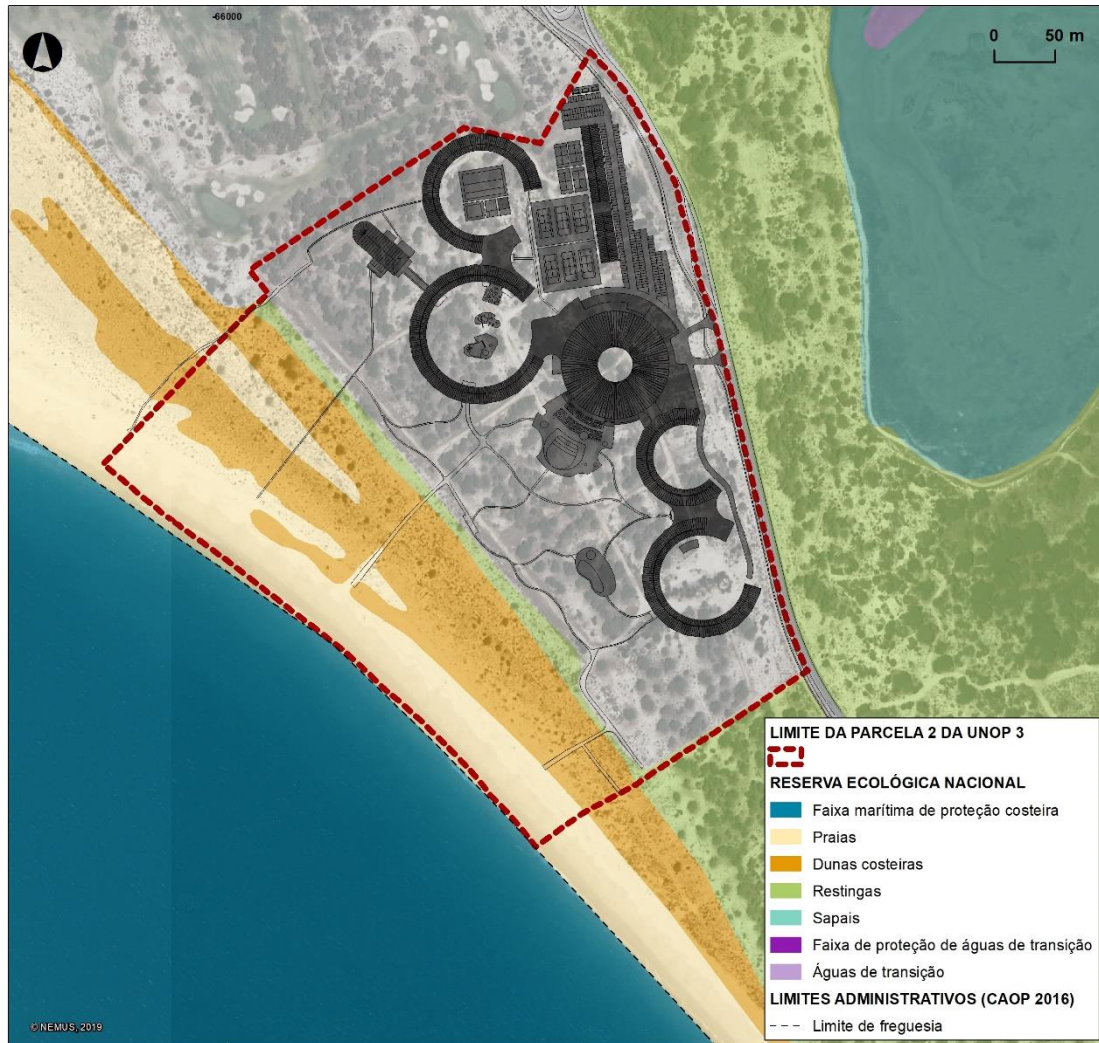 -66000
0 50 m
LIMITE DA PARCELA 2 DA UNOP 3
RESERVA ECOLÓGICA NACIONAL
Faixa marítima de proteção costeira
Praias
Dunas costeiras
Restingas
Sapais
Faixa de proteção de águas de transição
Águas de transição
LIMITES ADMINISTRATIVOS (CAOP 2016)
Limite de freguesia
© NEMUS, 2019